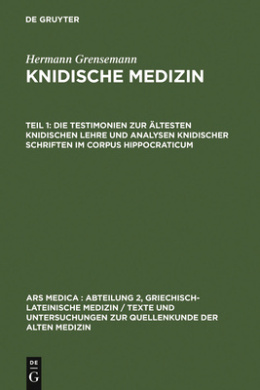 DE GRUYTER
Hermann Grensemann
KNIDISCHE MEDIZIN
TEIL 1: DIE TESTIMONIEN ZUR ÄLTESTEN
KNIDISCHEN LEHRE UND ANALYSEN KNIDISCHER
SCHRIFTEN IM CORPUS HIPPOCRATICUM
ARS MEDICA : ABTEILUNG 2, GRIECHISCH-
LATEINISCHE MEDIZIN / TEXTE UND
UNTERSUCHUNGEN ZUR QUELLENKUNDE DER
ALTEN MEDIZIN
DE
G